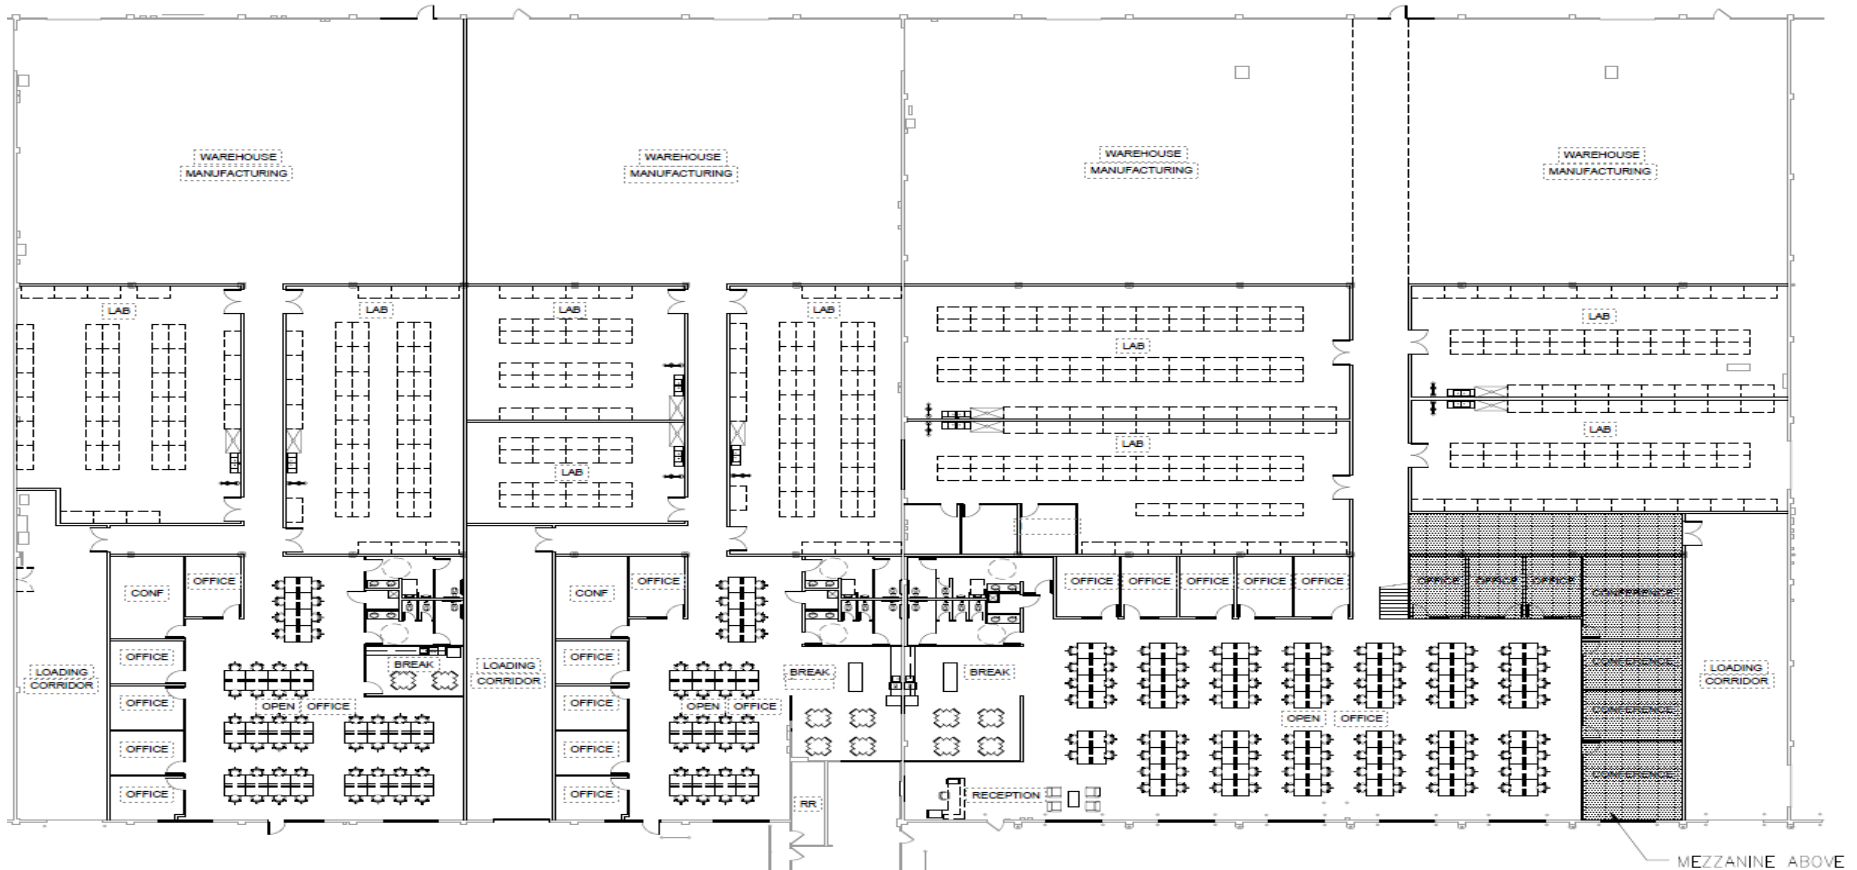 WAREHOUSE
MANUFACTURING
WAREHOUSE
MANUFACTURING
WAREHOUSE
MANUFACTURING
WAREHOUSE
MANUFACTURING
LAB
LAB
LAB
LAB
LAB
LAB
LAB
LAB
LAB
CONF
OFFICE
CONF
OFFICE
OFFICE
OFFICE
OFFICE
OFFICE
OFFICE
OFFICE
OFFICE
OFFICE
CONFERENCE
OFFICE
LOADING
CORRIDOR
BREAK
LOADING
CORRIDOR
OFFICE
BREAK
BREAK
CONFERENCE
LOADING
CORRIDOR
OFFICE
OPEN OFFICE
OFFICE
OPEN OFFICE
OPEN OFFICE
CONFERENCE
OFFICE
OFFICE
CONFERENCE
OFFICE
OFFICE
RR
RECEPTION
MEZZANINE ABOVE